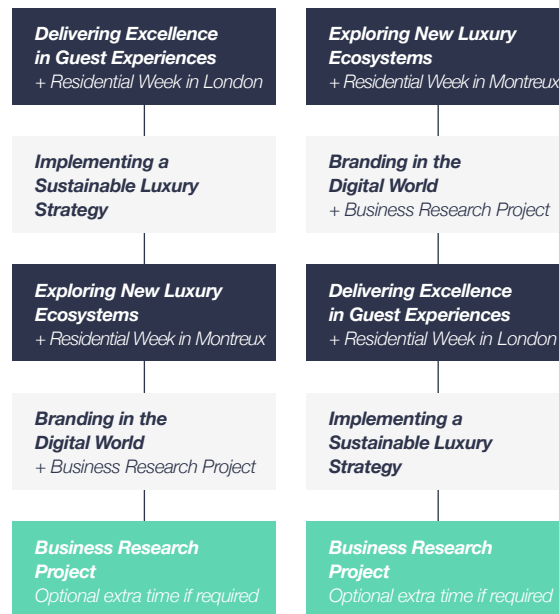 Delivering Excellence
in Guest Experiences
+ Residential Week in London
Implementing a
Sustainable Luxury
Strategy
Exploring New Luxury
Ecosystems
+ Residential Week in Montreux
Branding in the
Digital World
+ Business Research Project
Business Research
Project
Optional extra time if required
Exploring New Luxury
Ecosystems
+ Residential Week in Montreux
Branding in the
Digital World
+ Business Research Project
Delivering Excellence
in Guest Experiences
+ Residential Week in London
Implementing a
Sustainable Luxury
Strategy
Business Research
Project
Optional extra time if required